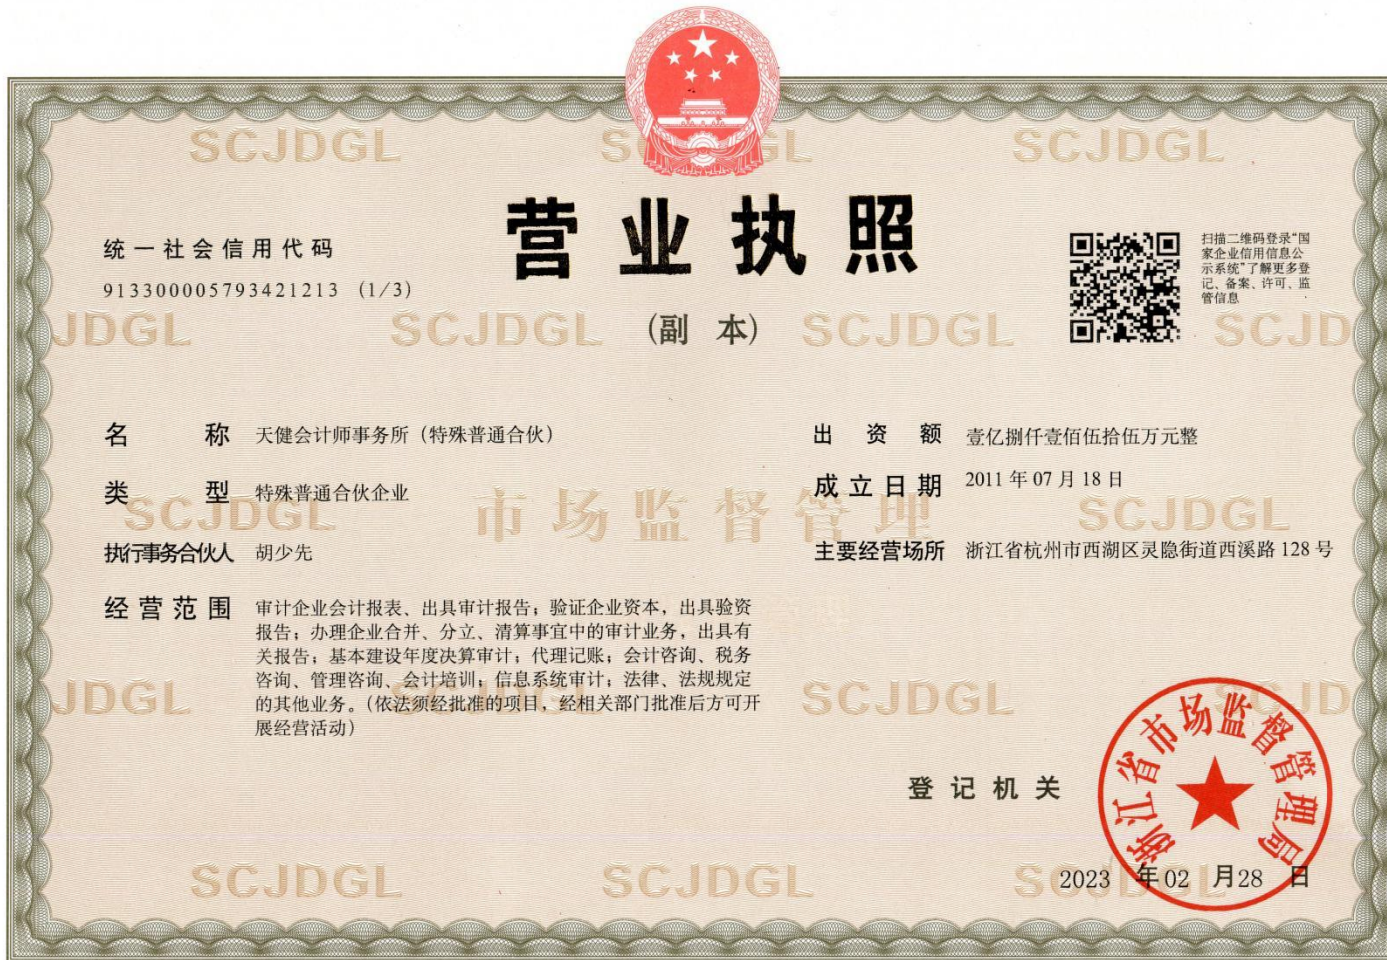 SCJDGL SCJDGL SCJDGL
营业执照
(副 本)
统一社会信用代码
913300005793421213 (1/3)
扫描二维码登录“国
家企业信用信息公
示系统”了解更多登
记、备案、许可、监
管信息
JDGL SCJDGL SCJDGL SCJD
名 称 天健会计师事务所（特殊普通合伙）
类 型 特殊普通合伙企业
执行事务合伙人 胡少先
经营范围 审计企业会计报表、出具审计报告；验证企业资本，出具验资
报告；办理企业合并、分立、清算事宜中的审计业务，出具有
关报告；基本建设年度决算审计；代理记账；会计咨询、税务
咨询、管理咨询、会计培训；信息系统审计；法律、法规规定
的其他业务。（依法须经批准的项目，经相关部门批准后方可开
展经营活动）
出 资 额 壹亿捌仟壹佰伍拾伍万元整
成立日期 2011 年 07 月 18 日
主要经营场所 浙江省杭州市西湖区灵隐街道西溪路 128 号
SCJDGL 市场监督管理 SCJDGL
JDGL SCJDGL SCJDGL SCJD
登记机关
浙江省市场监督管理局
2023 年 02 月 28 日
SCJDGL SCJDGL SCJDGL